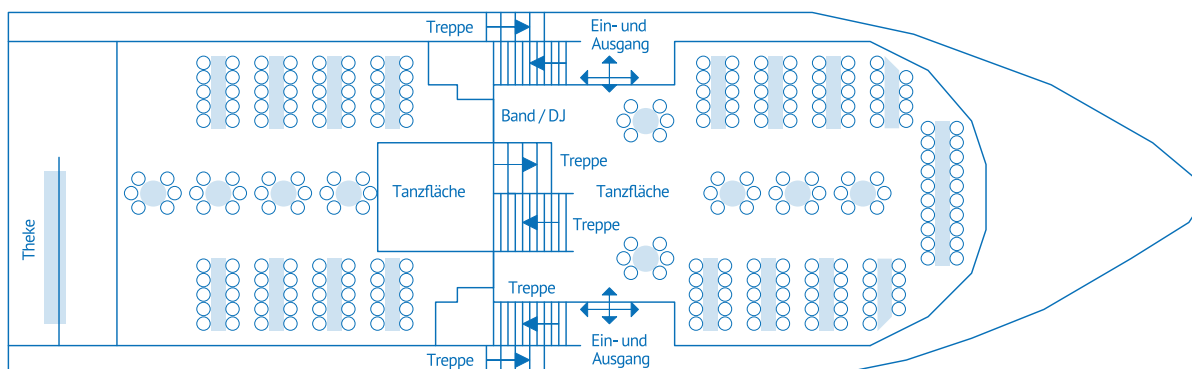 Treppe
Ein- und
Ausgang
Band / DJ
Treppe
Tanzfläche
Tanzfläche
Treppe
Theke
Treppe
Ein- und
Ausgang
Treppe